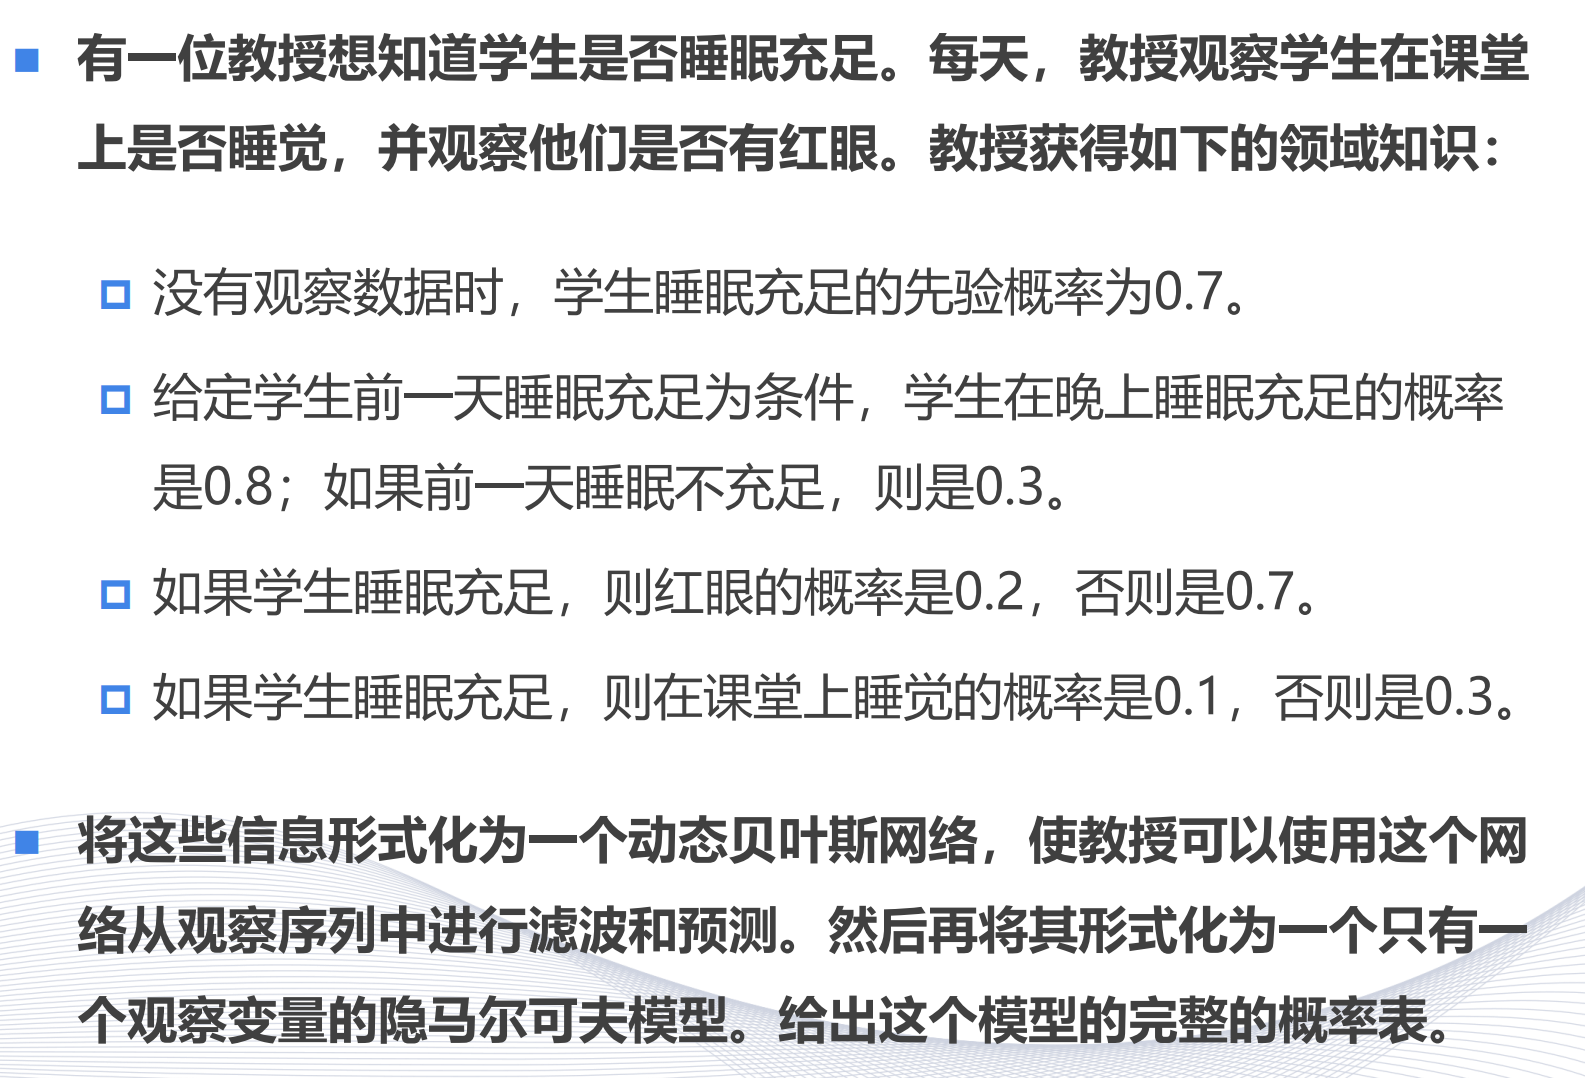 有一位教授想知道学生是否睡眠充足。每天，教授观察学生在课堂
上是否睡觉，并观察他们是否有红眼。教授获得如下的领域知识：
没有观察数据时，学生睡眠充足的先验概率为0.7。
给定学生前一天睡眠充足为条件，学生在晚上睡眠充足的概率
是0.8；如果前一天睡眠不充足，则是0.3。
如果学生睡眠充足，则红眼的概率是0.2，否则是0.7。
如果学生睡眠充足，则在课堂上睡觉的概率是0.1，否则是0.3。
将这些信息形式化为一个动态贝叶斯网络，使教授可以使用这个网
络从观察序列中进行滤波和预测。然后再将其形式化为一个只有一
个观察变量的隐马尔可夫模型。给出这个模型的完整的概率表。